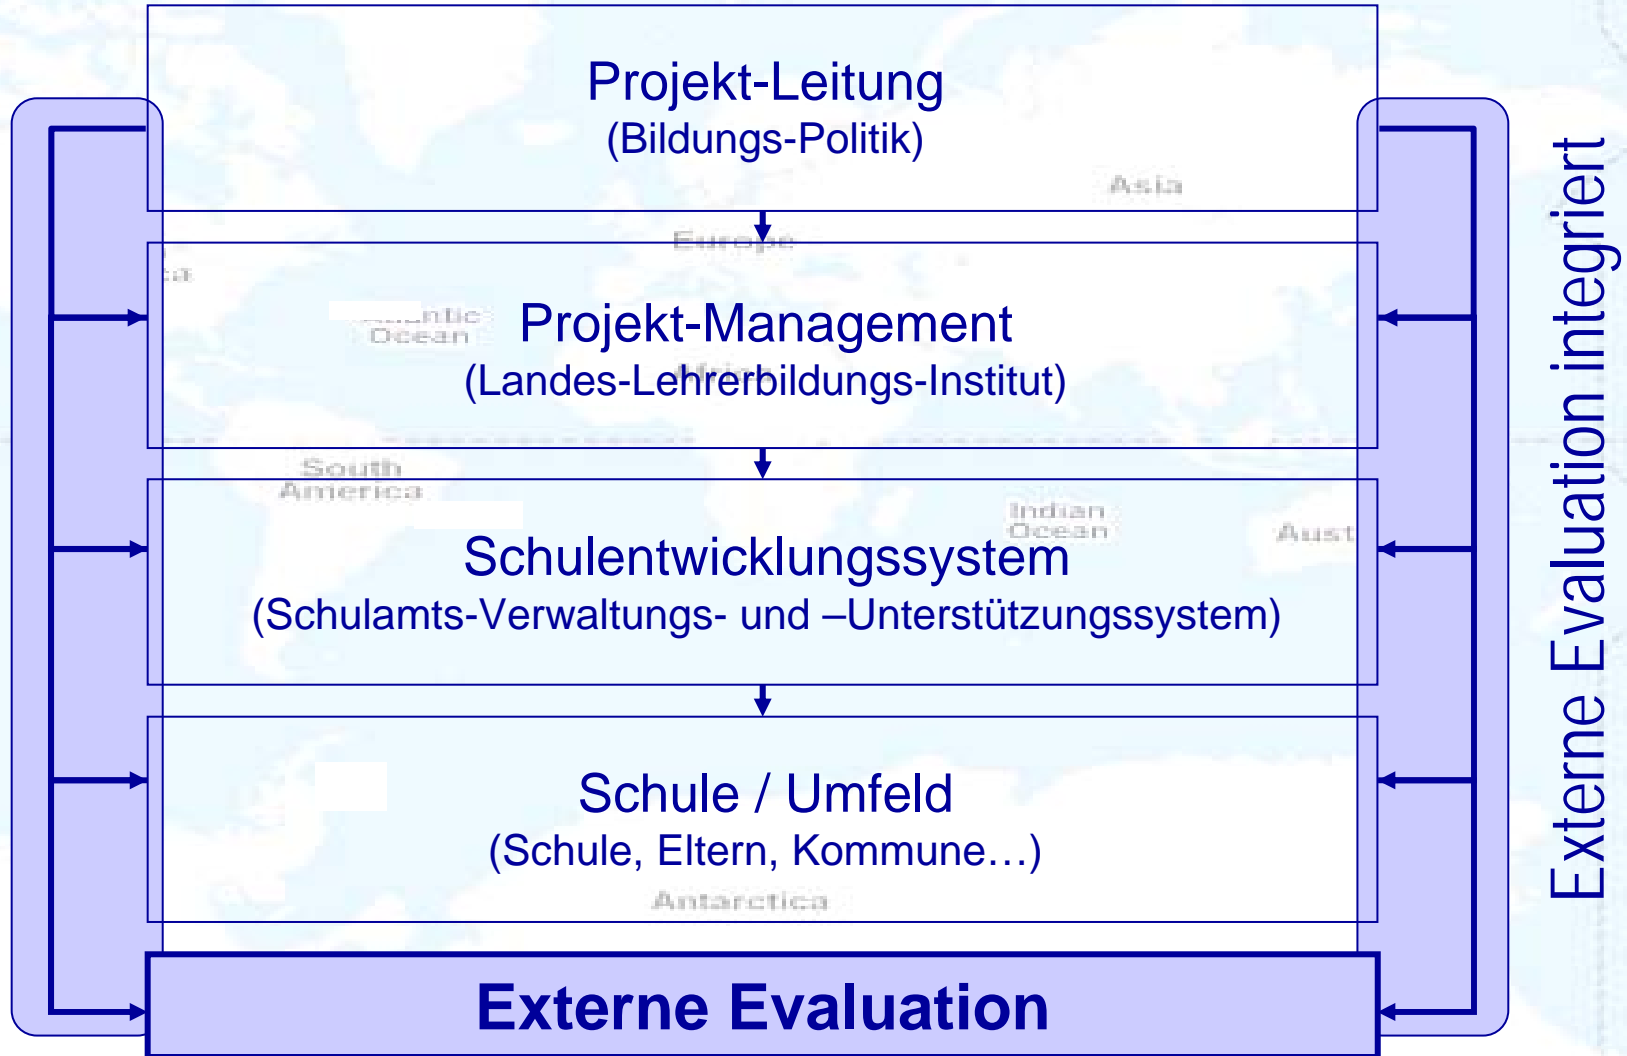 Projekt-Leitung
(Bildungs-Politik)
Asia
Europe
Projekt-Management
Ocean
(Landes-Lehrerbildungs-Institut)
South
America
Indian
Ocean
Schulentwicklungssystem
(Schulamts-Verwaltungs- und –Unterstützungssystem)
Schule / Umfeld
(Schule, Eltern, Kommune…)
Antarctica
Externe Evaluation
Externe Evaluation integriert